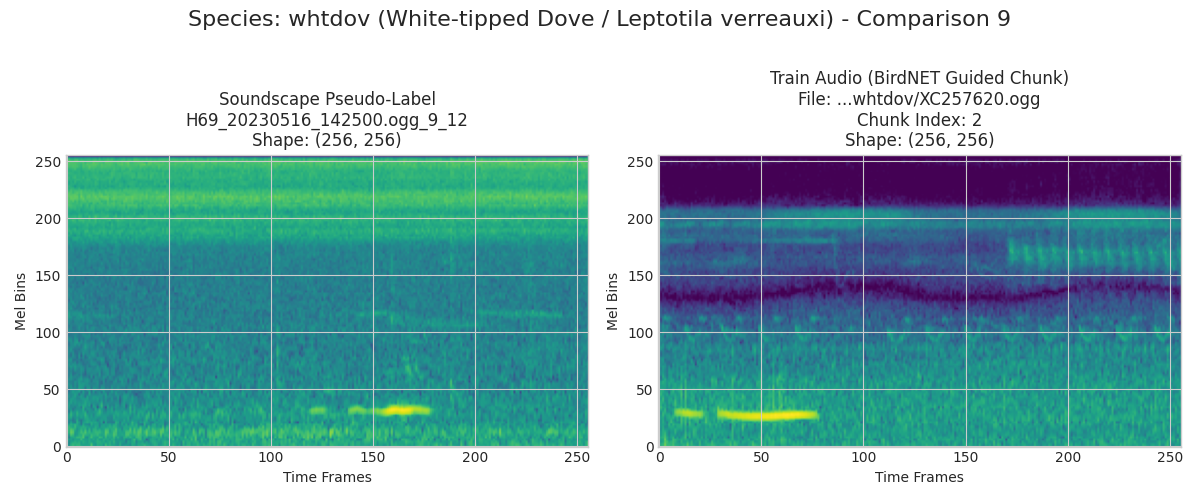 Species: whtdov (White-tipped Dove / Leptotila verreauxi) - Comparison 9
Soundscape Pseudo-Label
H69_20230516_142500.ogg_9_12
Shape: (256, 256)
Train Audio (BirdNET Guided Chunk)
File: ...whtdov/XC257620.ogg
Chunk Index: 2
Shape: (256, 256)
Mel Bins
250
200
150
100
50
0
0 50 100 150 200 250
Time Frames
Mel Bins
250
200
150
100
50
0
0 50 100 150 200 250
Time Frames